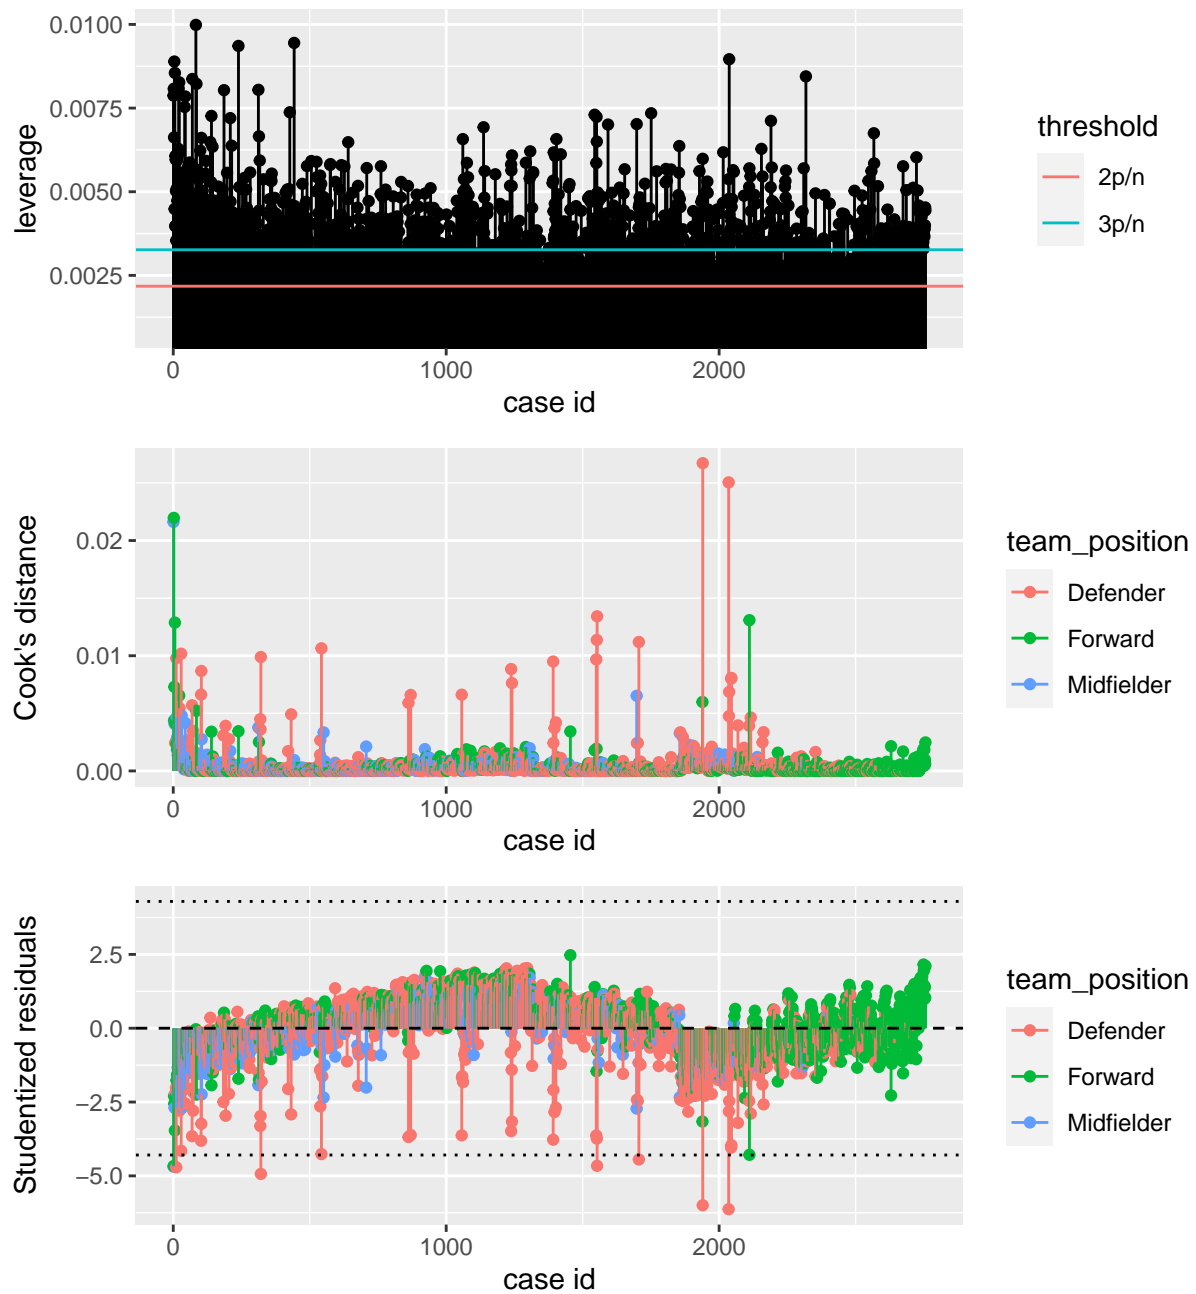 0.0100
0.0075
0.0050
0.0025
leverage
0
1000
2000
case id
threshold
2p/n
3p/n
0.02
0.01
0.00
Cook's distance
0
1000
2000
case id
team_position
Defender
Forward
Midfielder
2.5
0.0
−2.5
−5.0
Studentized residuals
0
1000
2000
case id
team_position
Defender
Forward
Midfielder